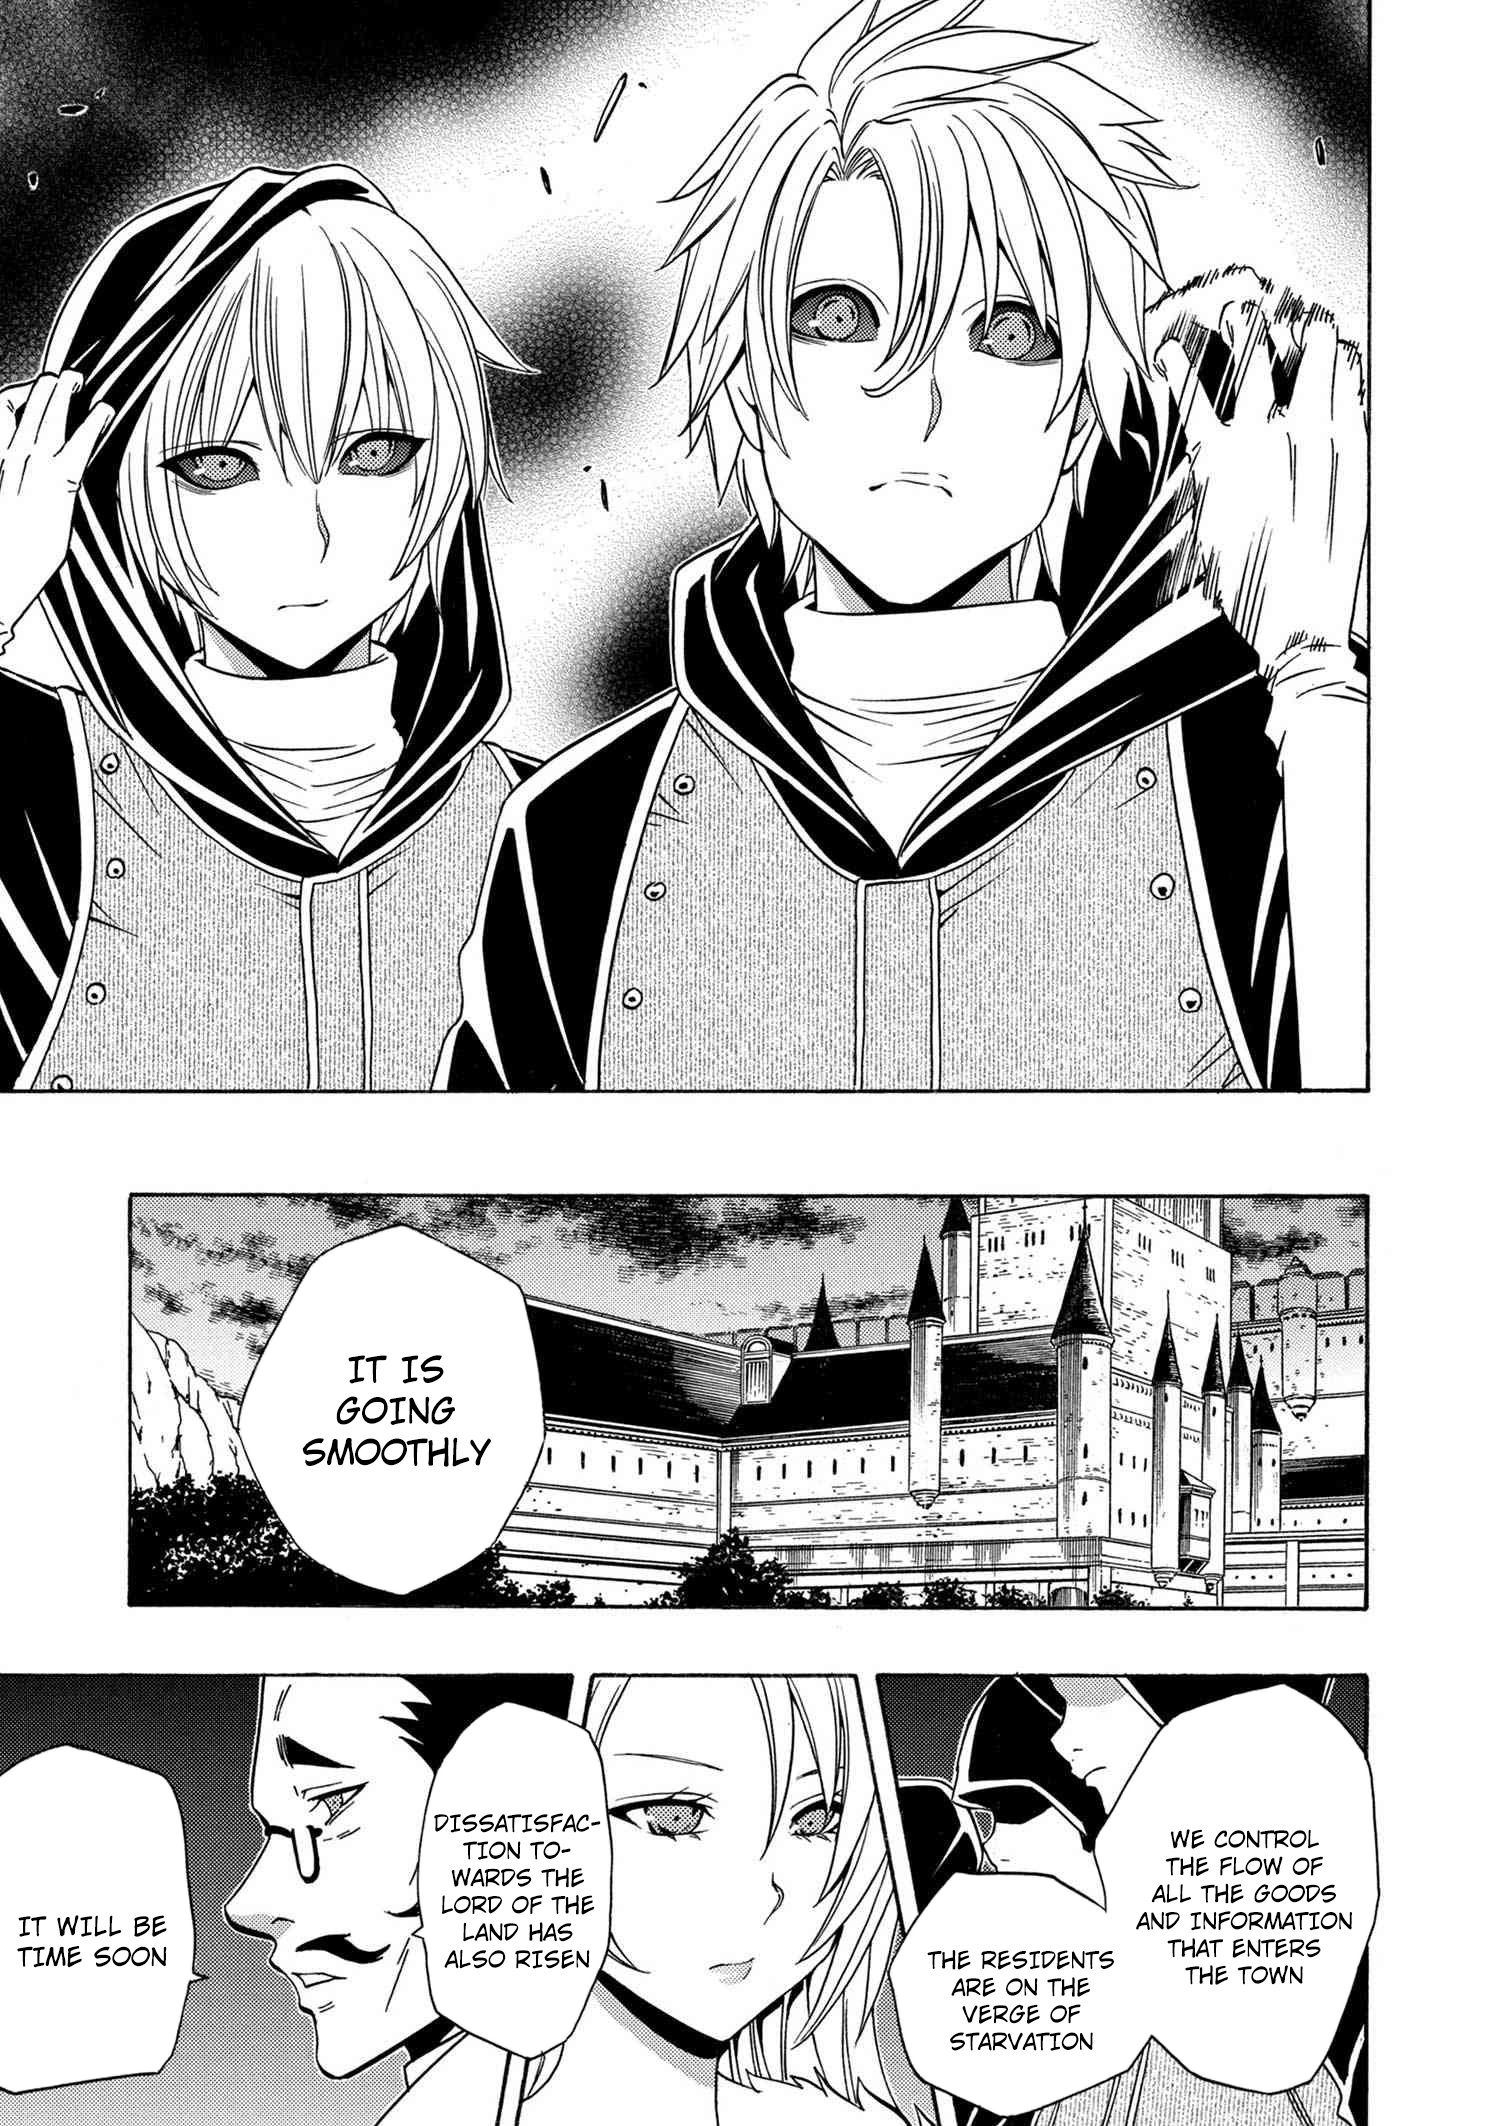 IT IS
GOING
SMOOTHLY
WE CONTROL
THE FLOW OF
ALL THE GOODS
AND INFORMATION
THAT ENTERS
THE TOWN
THE RESIDENTS
ARE ON THE
VERGE OF
STARVATION
DISSATISFAC-
TION TO-
WARDS THE
LORD OF THE
LAND HAS
ALSO RISEN
IT WILL BE
TIME SOON